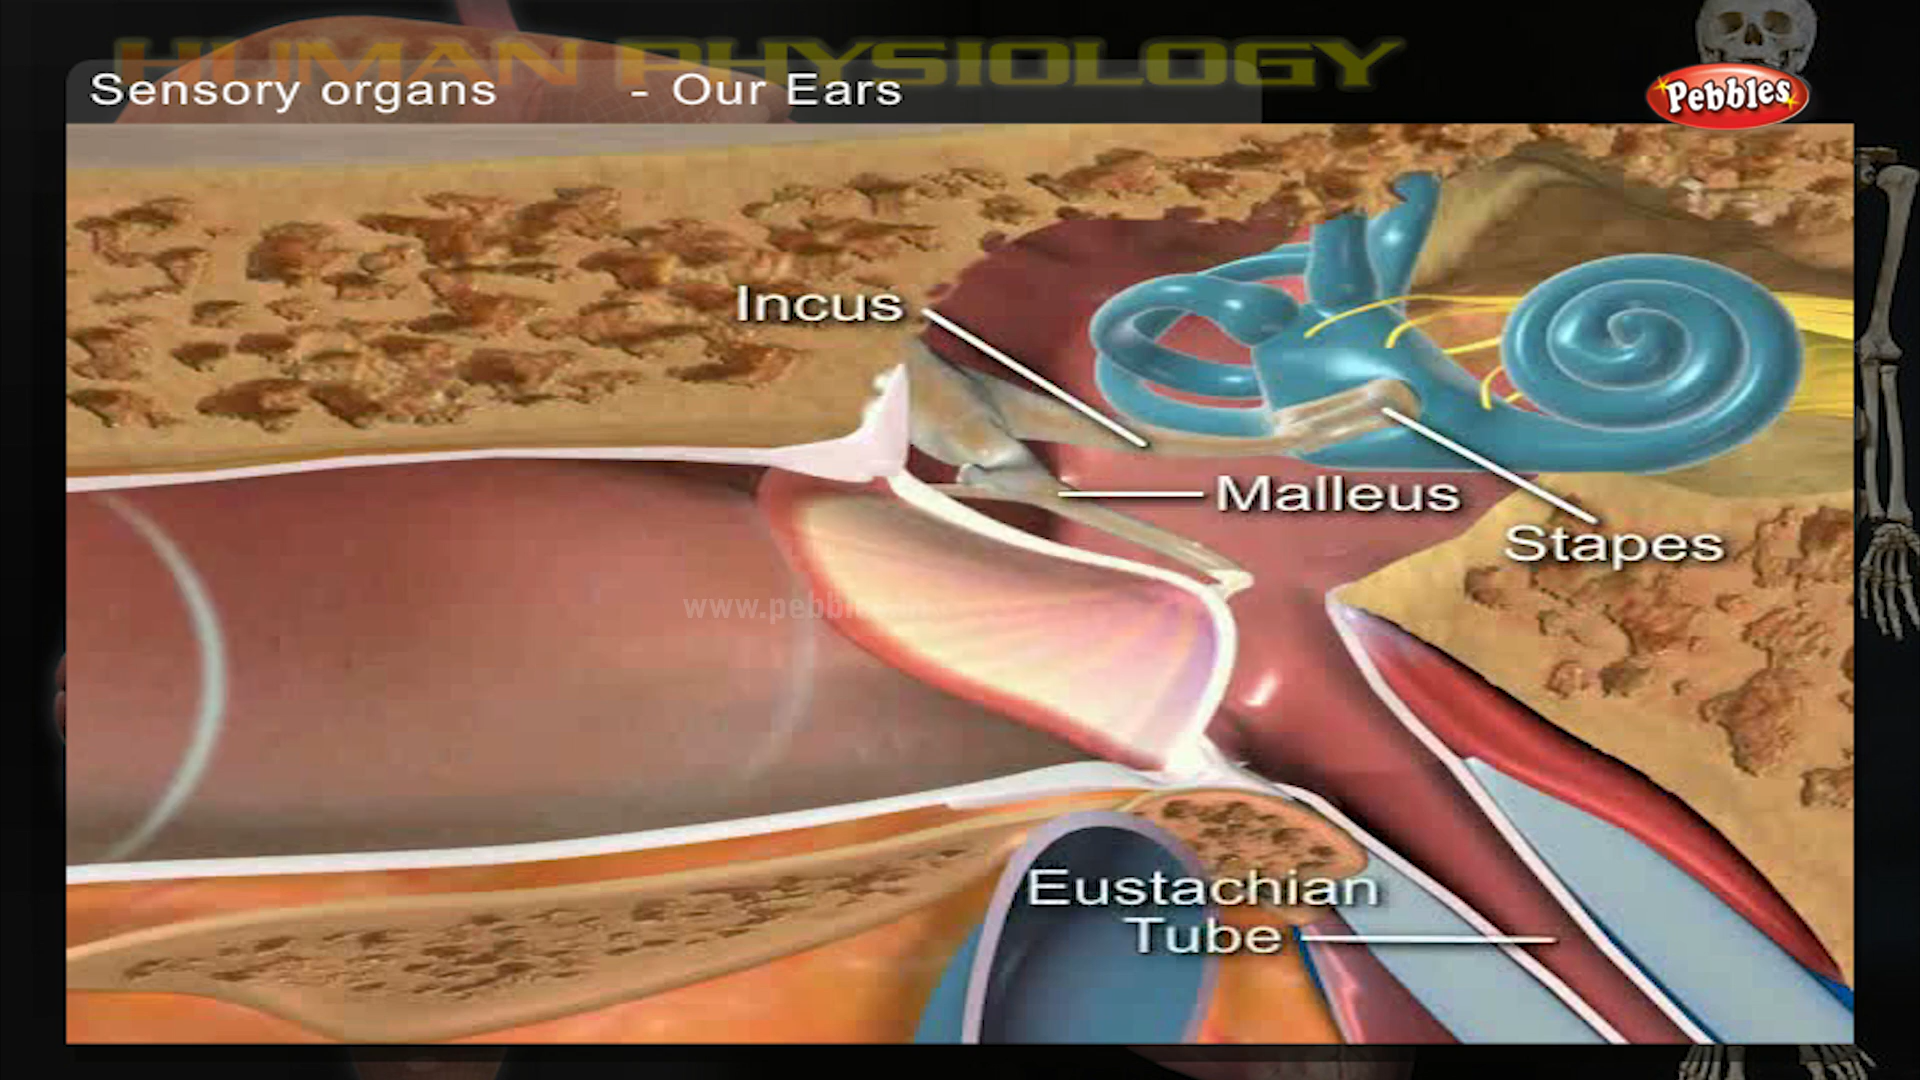 HUMAN PHYSIOLOGY
Sensory organs - Our Ears
Pebbles
Incus
Malleus
Stapes
www.pebbles.in
Eustachian
Tube